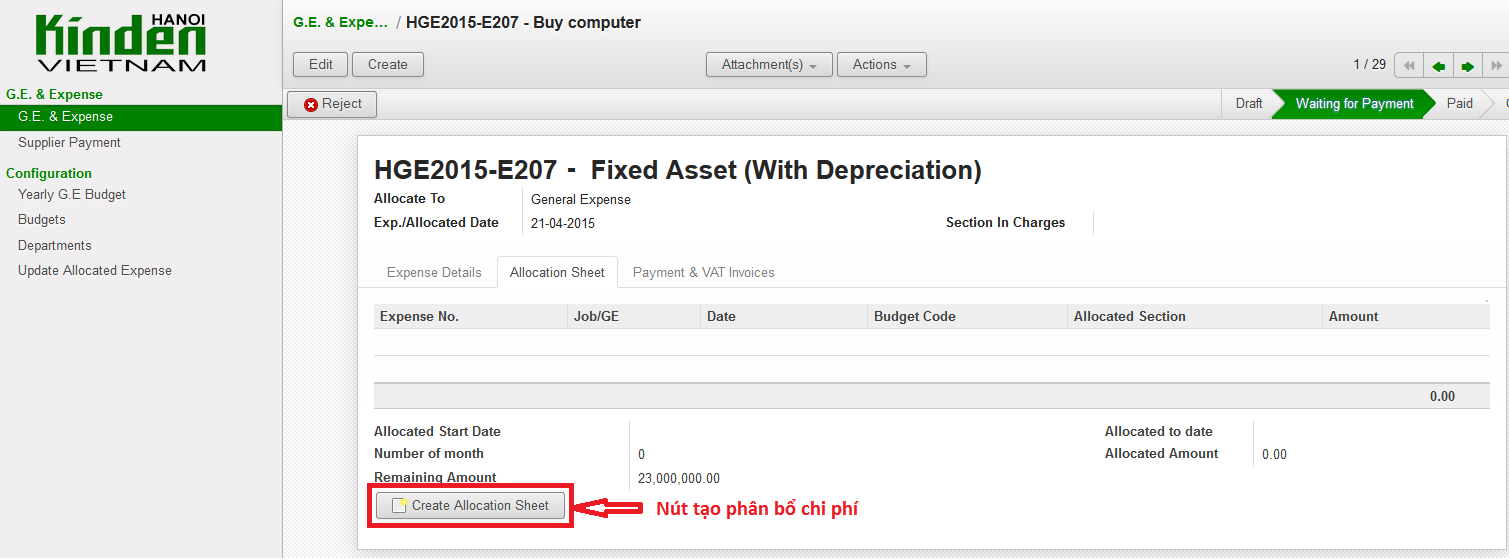 HANOI
Kinden
VIETNAM
G.E. & Expense
G.E. & Expense
Supplier Payment
Configuration
Yearly G.E Budget
Budgets
Departments
Update Allocated Expense
G.E. & Expe... / HGE2015-E207 - Buy computer
Edit Create Attachment(s) Actions 1 / 29
Reject Draft Waiting for Payment Paid
HGE2015-E207 - Fixed Asset (With Depreciation)
Allocate To General Expense
Exp./Allocated Date 21-04-2015 Section In Charges
Expense Details Allocation Sheet Payment & VAT Invoices
Expense No. Job/GE Date Budget Code Allocated Section Amount
0.00
Allocated Start Date Allocated to date
Number of month 0 Allocated Amount 0.00
Remaining Amount 23,000,000.00
Create Allocation Sheet Nút tạo phân bổ chi phí